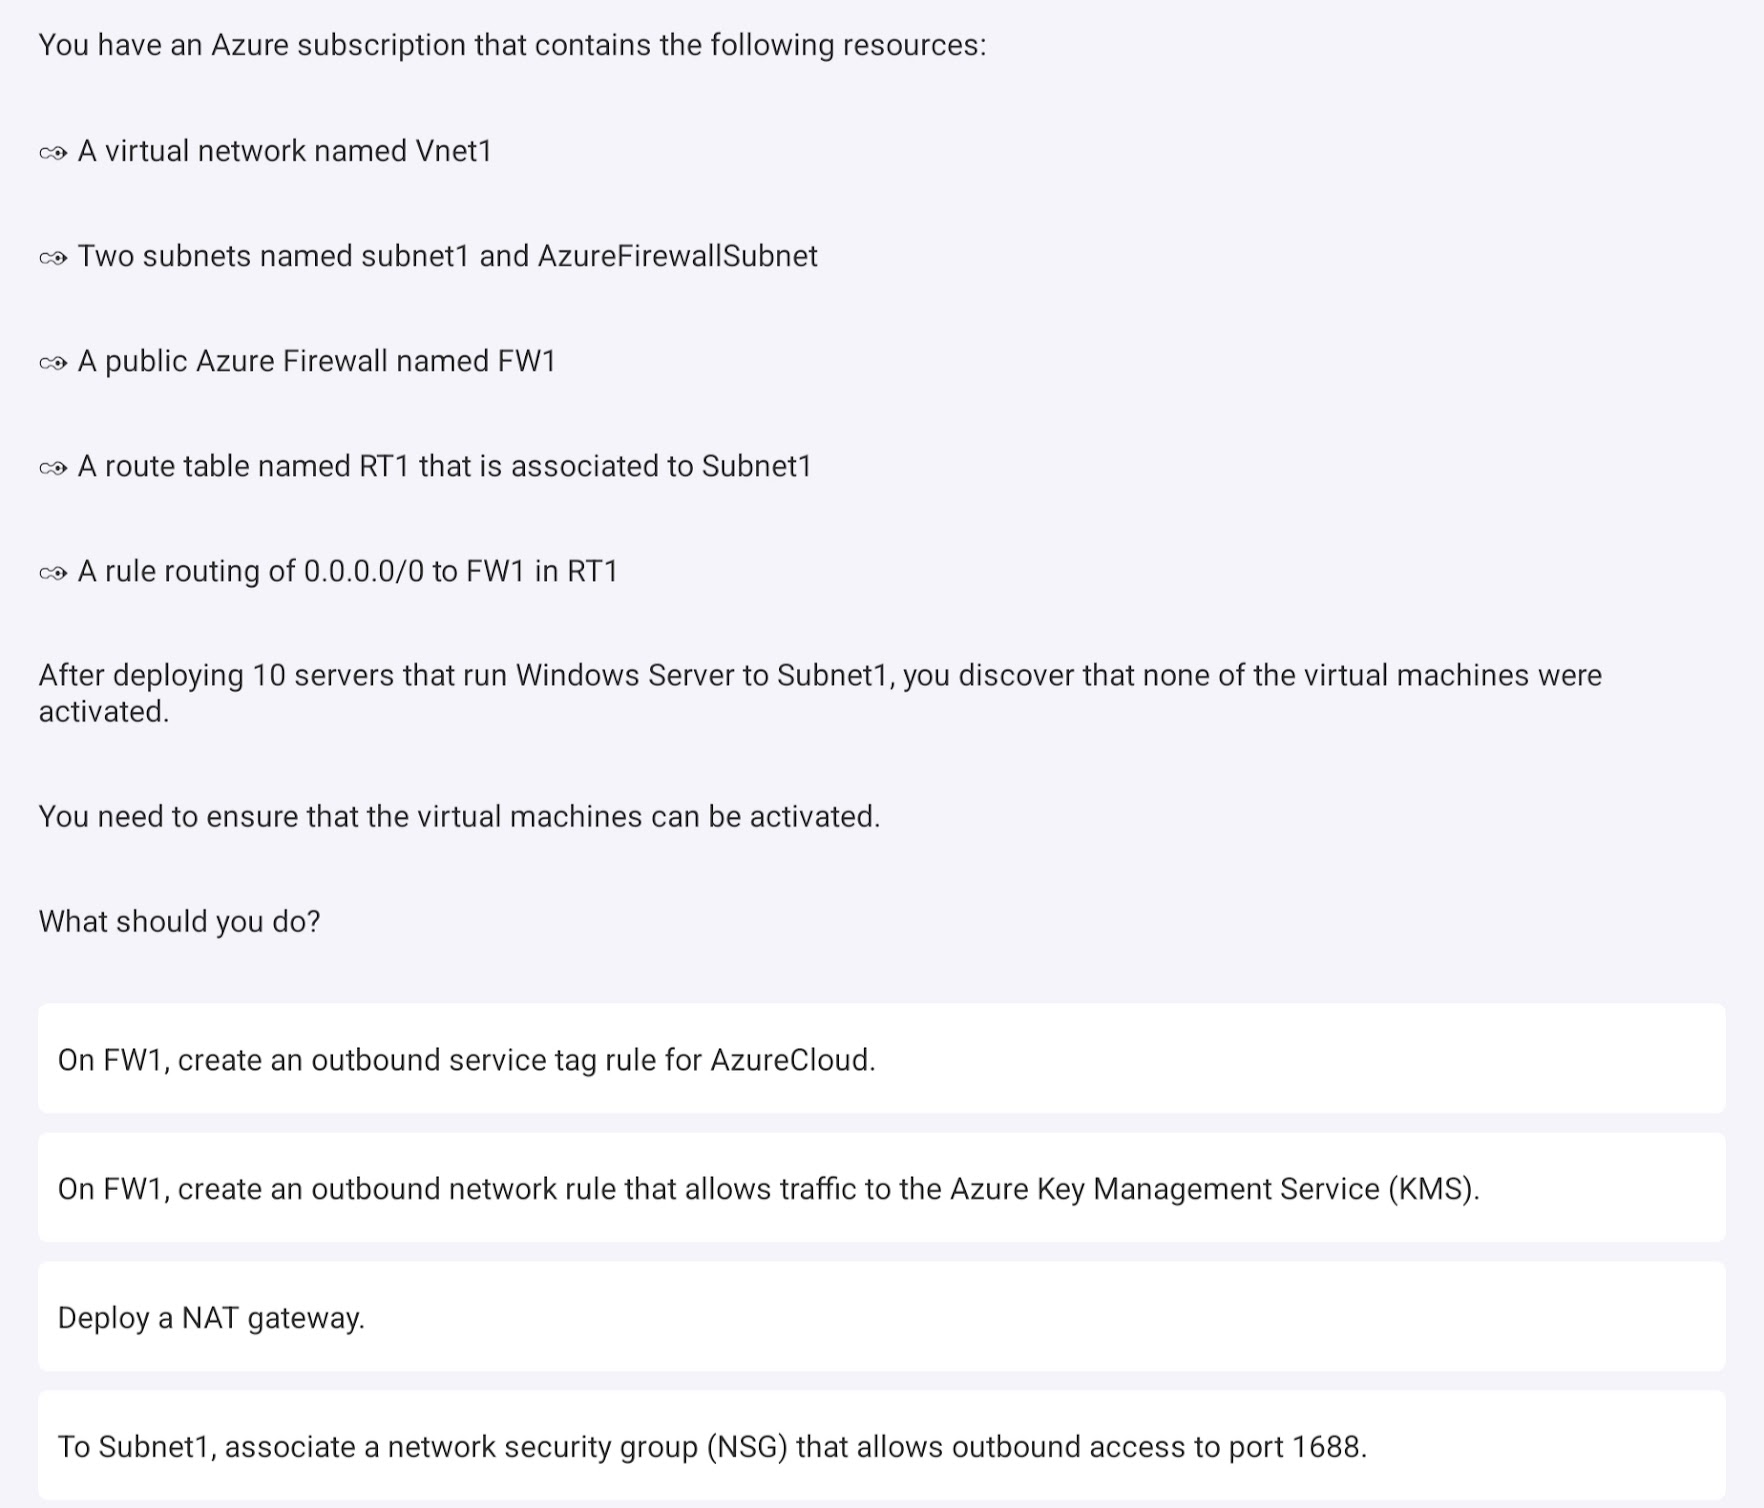 You have an Azure subscription that contains the following resources:
A virtual network named Vnet1
Two subnets named subnet1 and AzureFirewallSubnet
A public Azure Firewall named FW1
A route table named RT1 that is associated to Subnet1
A rule routing of 0.0.0.0/0 to FW1 in RT1
After deploying 10 servers that run Windows Server to Subnet1, you discover that none of the virtual machines were
activated.
You need to ensure that the virtual machines can be activated.
What should you do?
On FW1, create an outbound service tag rule for AzureCloud.
On FW1, create an outbound network rule that allows traffic to the Azure Key Management Service (KMS).
Deploy a NAT gateway.
To Subnet1, associate a network security group (NSG) that allows outbound access to port 1688.